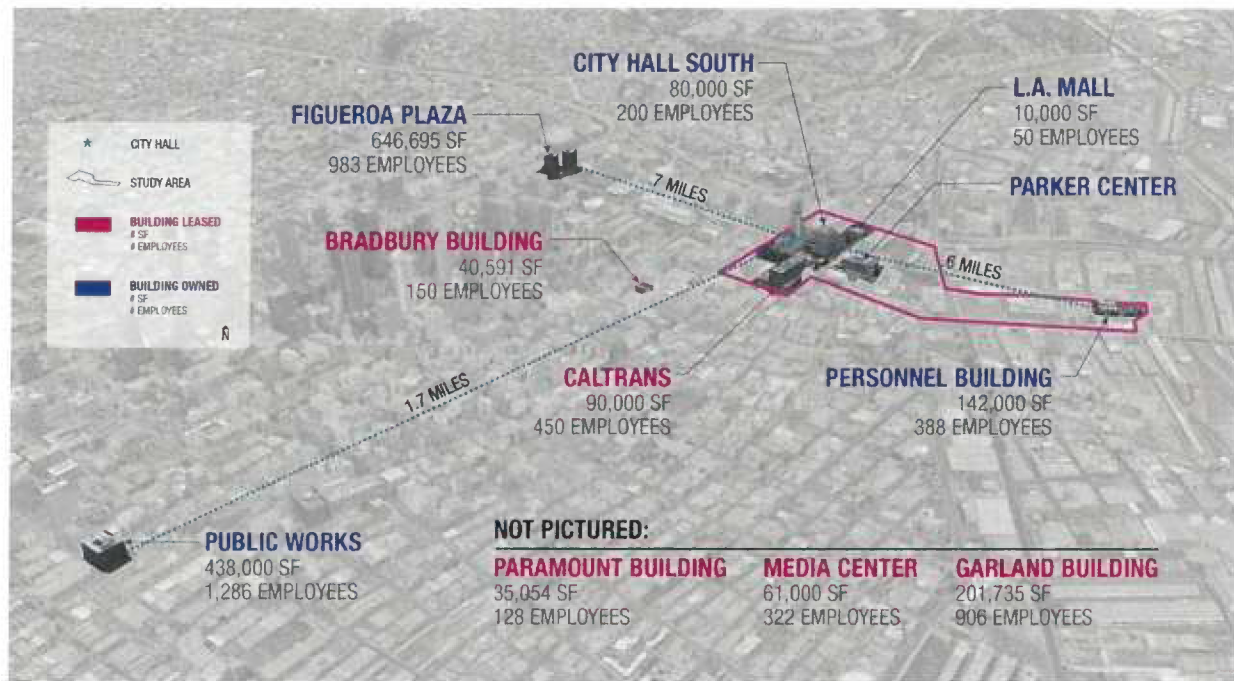 CITY HALL SOUTH
80,000 SF
200 EMPLOYEES
L.A. MALL
10,000 SF
50 EMPLOYEES
FIGUEROA PLAZA
646,695 SF
983 EMPLOYEES
PARKER CENTER
★ CITY HALL
STUDY AREA
BUILDING LEASED
# SF
# EMPLOYEES
BUILDING OWNED
# SF
# EMPLOYEES
N
.7 MILES
BRADBURY BUILDING
40,591 SF
150 EMPLOYEES
.6 MILES
CALTRANS
90,000 SF
450 EMPLOYEES
PERSONNEL BUILDING
142,000 SF
388 EMPLOYEES
1.7 MILES
PUBLIC WORKS
438,000 SF
1,286 EMPLOYEES
NOT PICTURED:
PARAMOUNT BUILDING
35,054 SF
128 EMPLOYEES
MEDIA CENTER
61,000 SF
322 EMPLOYEES
GARLAND BUILDING
201,735 SF
906 EMPLOYEES